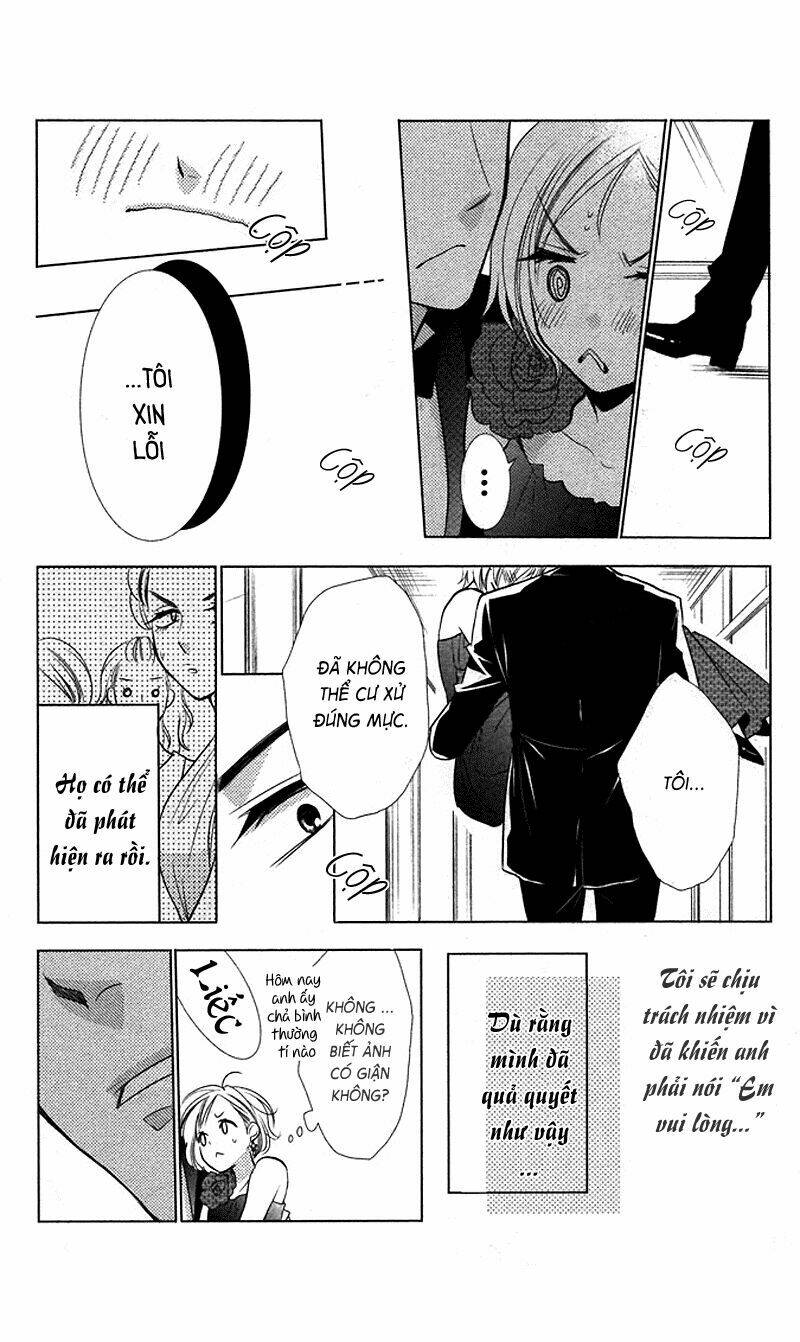 Cộp
Cộp
...
Cộp
Cộp
...TÔI
XIN
LỖI
TÔI...
ĐÃ KHÔNG
THỂ CƯ XỬ
ĐÚNG MỰC.
Cộp
Họ có thể
đã phát
hiện ra rồi.
Tôi sẽ chịu
trách nhiệm vì
đã khiến anh
phải nói “Em
vui lòng...”
Dù rằng
mình đã
quả quyết
như vậy
...
KHÔNG ...
KHÔNG
BIẾT ẢNH
CÓ GIẬN
KHÔNG?
Hôm nay
anh ấy
chả bình
thường
tí nào
Liếc